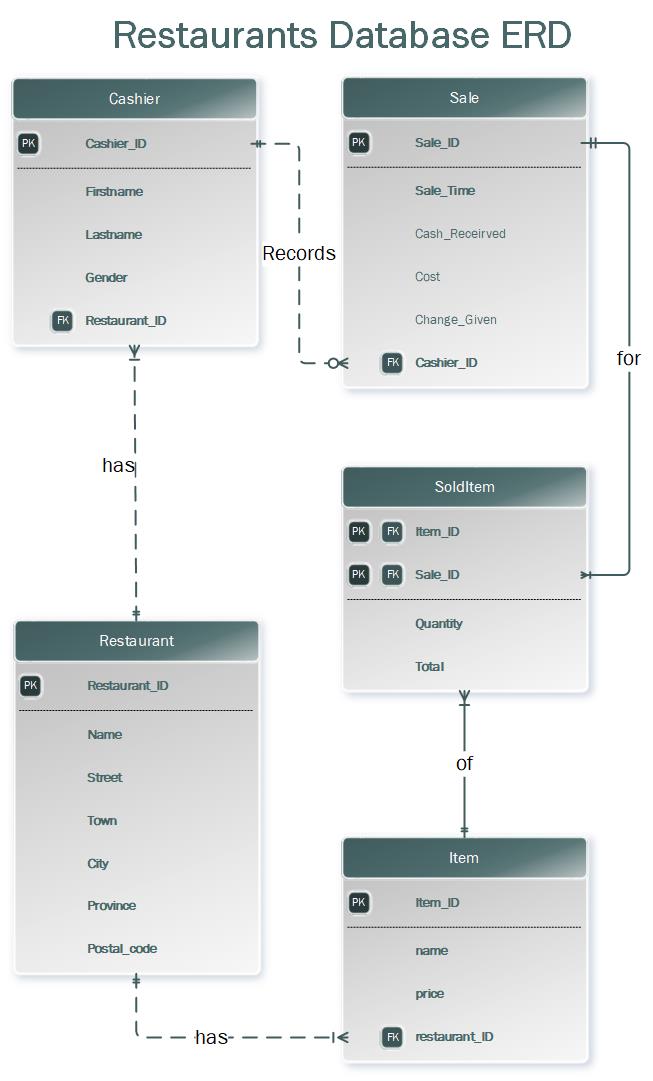 Restaurants Database ERD
Cashier
PK Cashier_ID
Firstname
Lastname
Gender
FK Restaurant_ID
Sale
PK Sale_ID
Sale_Time
Cash_Receirved
Cost
Change_Given
FK Cashier_ID
Records
for
has
SoldItem
PK FK Item_ID
PK FK Sale_ID
Quantity
Total
Restaurant
PK Restaurant_ID
Name
Street
Town
City
Province
Postal_code
of
Item
PK Item_ID
name
price
FK restaurant_ID
has